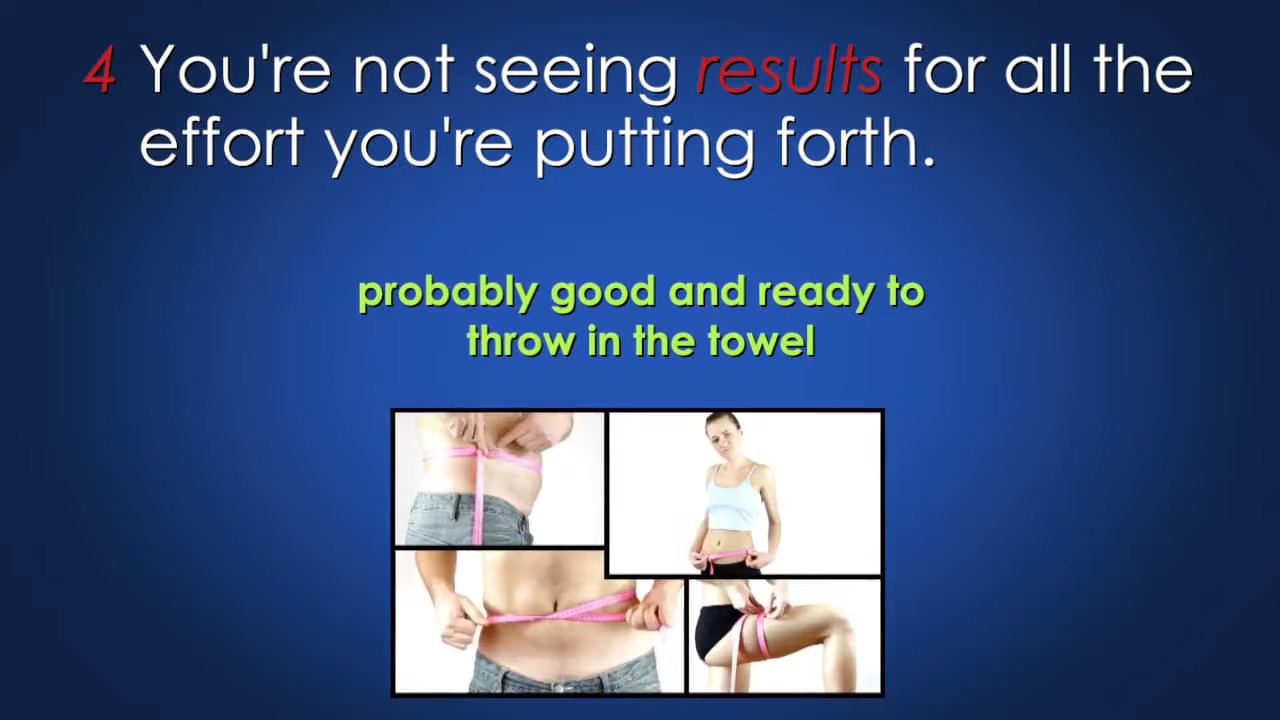 4 You're not seeing results for all the
effort you're putting forth.
probably good and ready to
throw in the towel